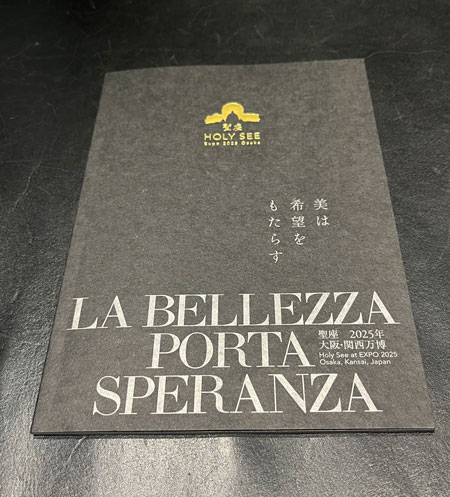 聖座
HOLY SEE
Expo 2025 Osaka
美は
希望を
もたらす
LA BELLEZZA
PORTA
SPERANZA
聖座 2025年
大阪・関西万博
Holy See at EXPO 2025
Osaka, Kansai, Japan